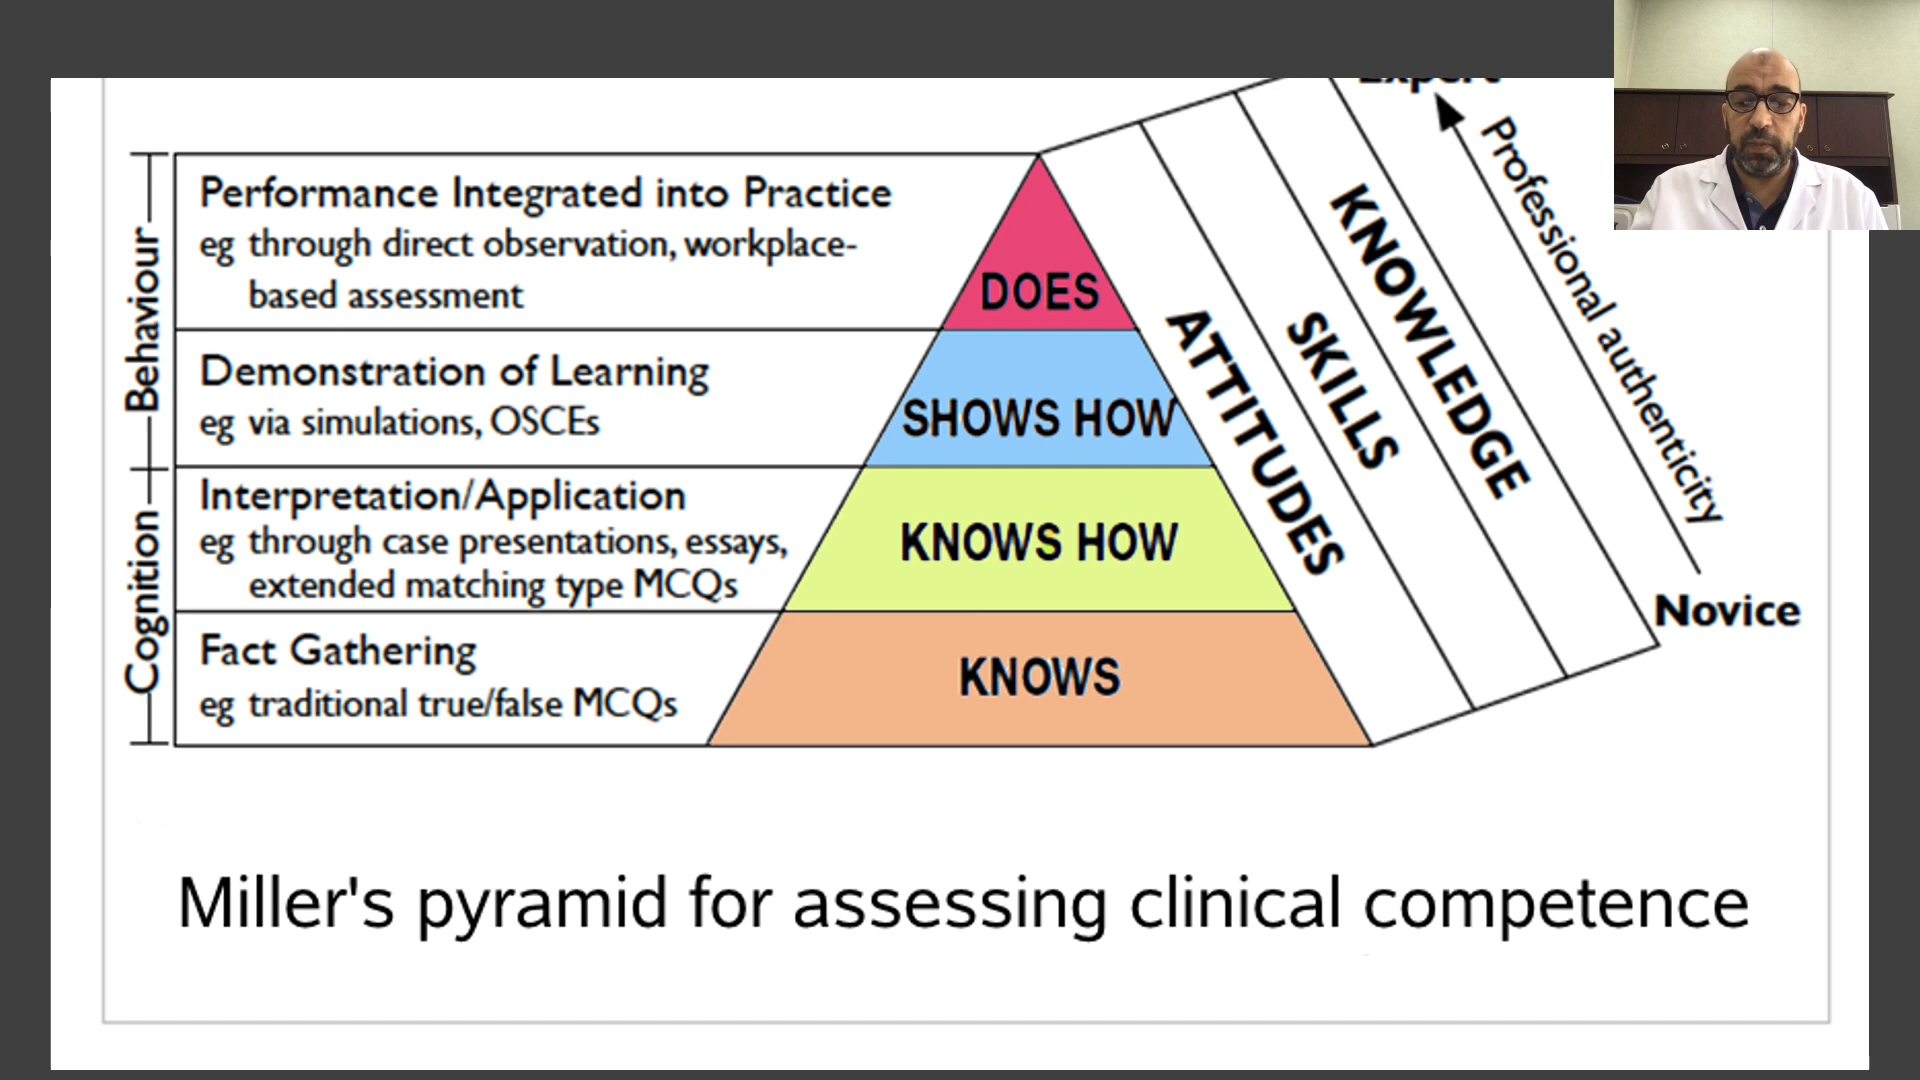 Expert
Professional authenticity
Novice
Behaviour
Cognition
Performance Integrated into Practice
eg through direct observation, workplace-
based assessment
DOES
Demonstration of Learning
eg via simulations, OSCEs
SHOWS HOW
Interpretation/Application
eg through case presentations, essays,
extended matching type MCQs
KNOWS HOW
Fact Gathering
eg traditional true/false MCQs
KNOWS
ATTITUDES
SKILLS
KNOWLEDGE
Miller's pyramid for assessing clinical competence